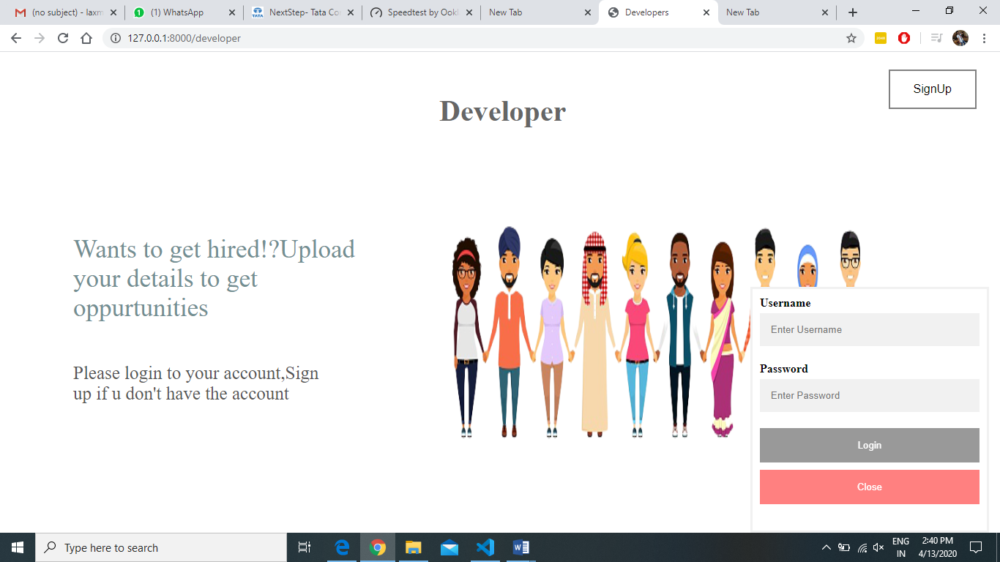 (no subject) - laxm
(1) WhatsApp
NextStep- Tata Co
Speedtest by Ookl
New Tab
Developers
New Tab
127.0.0.1:8000/developer
SignUp
Developer
Wants to get hired!?Upload
your details to get
oppurtunities
Please login to your account,Sign
up if u don't have the account
Username
Enter Username
Password
Enter Password
Login
Close
Type here to search
ENG
IN
2:40 PM
4/13/2020